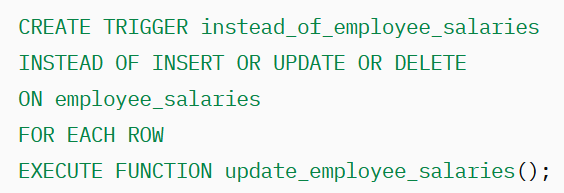 CREATE TRIGGER instead_of_employee_salaries
INSTEAD OF INSERT OR UPDATE OR DELETE
ON employee_salaries
FOR EACH ROW
EXECUTE FUNCTION update_employee_salaries();